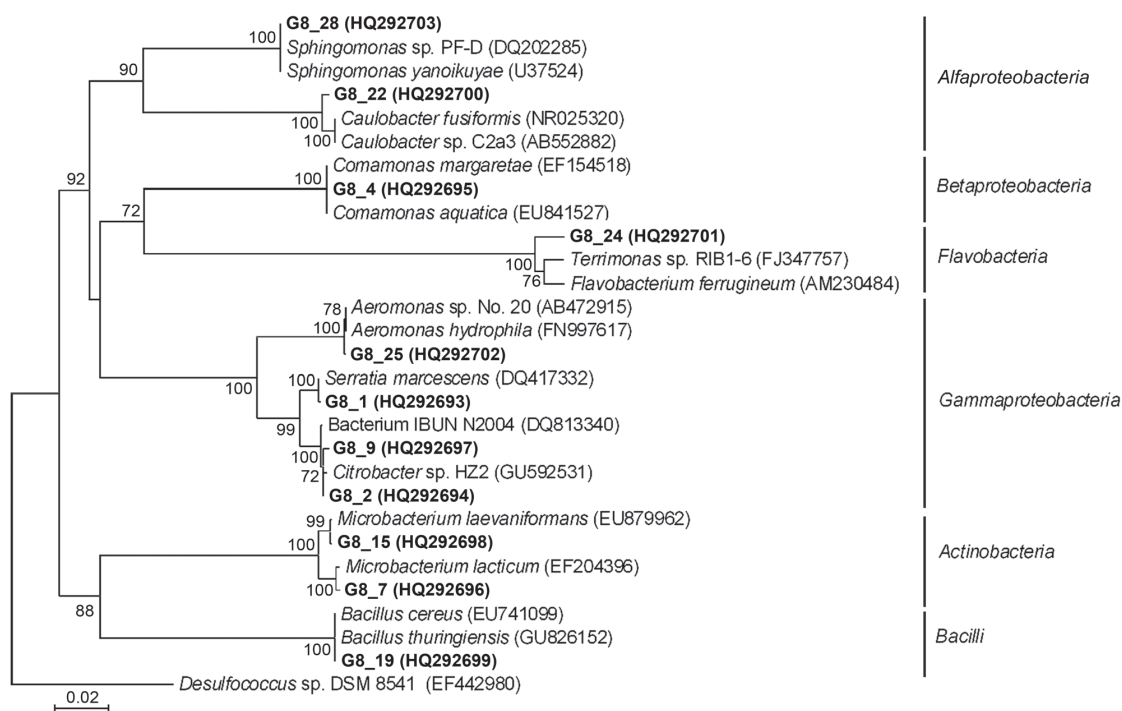 G8_28 (HQ292703)
100
Sphingomonas sp. PF-D (DQ202285)
Sphingomonas yanoikuyae (U37524)
90
Alfaproteobacteria
G8_22 (HQ292700)
100
Caulobacter fusiformis (NR025320)
100
Caulobacter sp. C2a3 (AB552882)
92
Comamonas margaretae (EF154518)
100
G8_4 (HQ292695)
Betaproteobacteria
72
Comamonas aquatica (EU841527)
G8_24 (HQ292701)
100
Terrimonas sp. RIB1-6 (FJ347757)
Flavobacteria
76
Flavobacterium ferrugineum (AM230484)
78
Aeromonas sp. No. 20 (AB472915)
100
Aeromonas hydrophila (FN997617)
G8_25 (HQ292702)
100
100
Serratia marcescens (DQ417332)
G8_1 (HQ292693)
Gammaproteobacteria
99
Bacterium IBUN N2004 (DQ813340)
G8_9 (HQ292697)
100
72
Citrobacter sp. HZ2 (GU592531)
G8_2 (HQ292694)
99
Microbacterium laevaniformans (EU879962)
100
G8_15 (HQ292698)
Actinobacteria
Microbacterium lacticum (EF204396)
100
G8_7 (HQ292696)
88
Bacillus cereus (EU741099)
Bacillus thuringiensis (GU826152)
Bacilli
100
G8_19 (HQ292699)
Desulfococcus sp. DSM 8541 (EF442980)
0.02